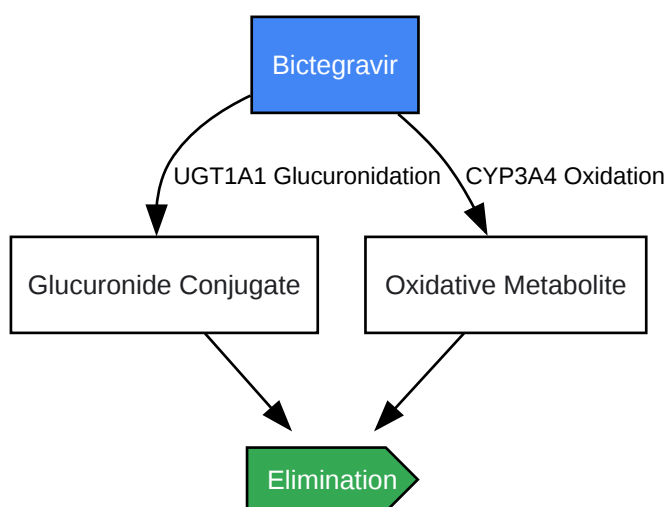 Bictegravir
UGT1A1 Glucuronidation
CYP3A4 Oxidation
Glucuronide Conjugate
Oxidative Metabolite
Elimination